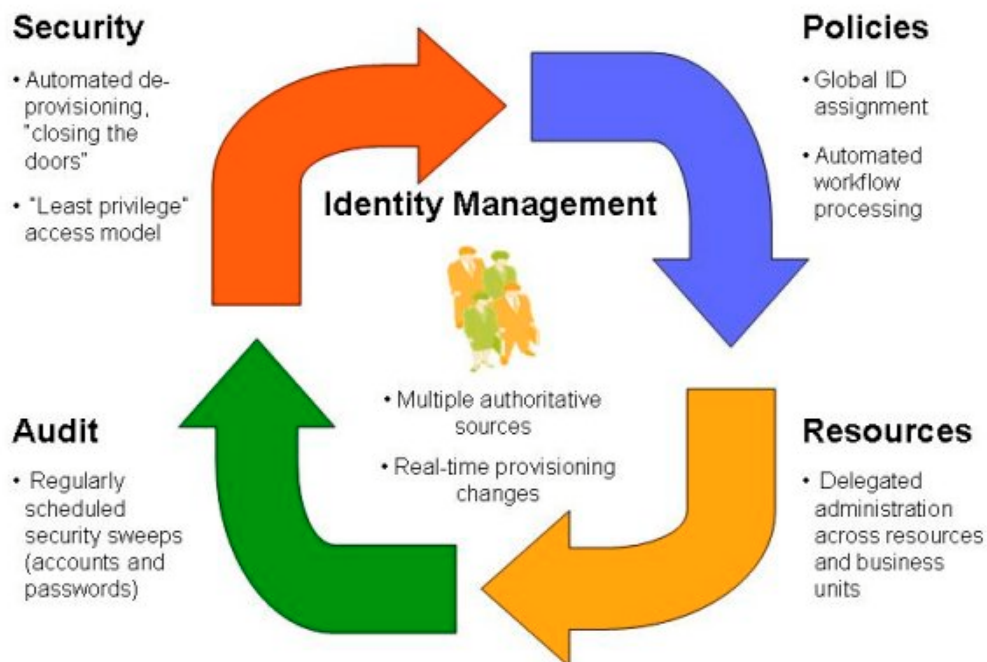 Security
• Automated de-
provisioning,
"closing the
doors"
• "Least privilege"
access model
Policies
• Global ID
assignment
• Automated
workflow
processing
Identity Management
• Multiple authoritative
sources
• Real-time provisioning
changes
Audit
• Regularly
scheduled
security sweeps
(accounts and
passwords)
Resources
• Delegated
administration
across resources
and business
units